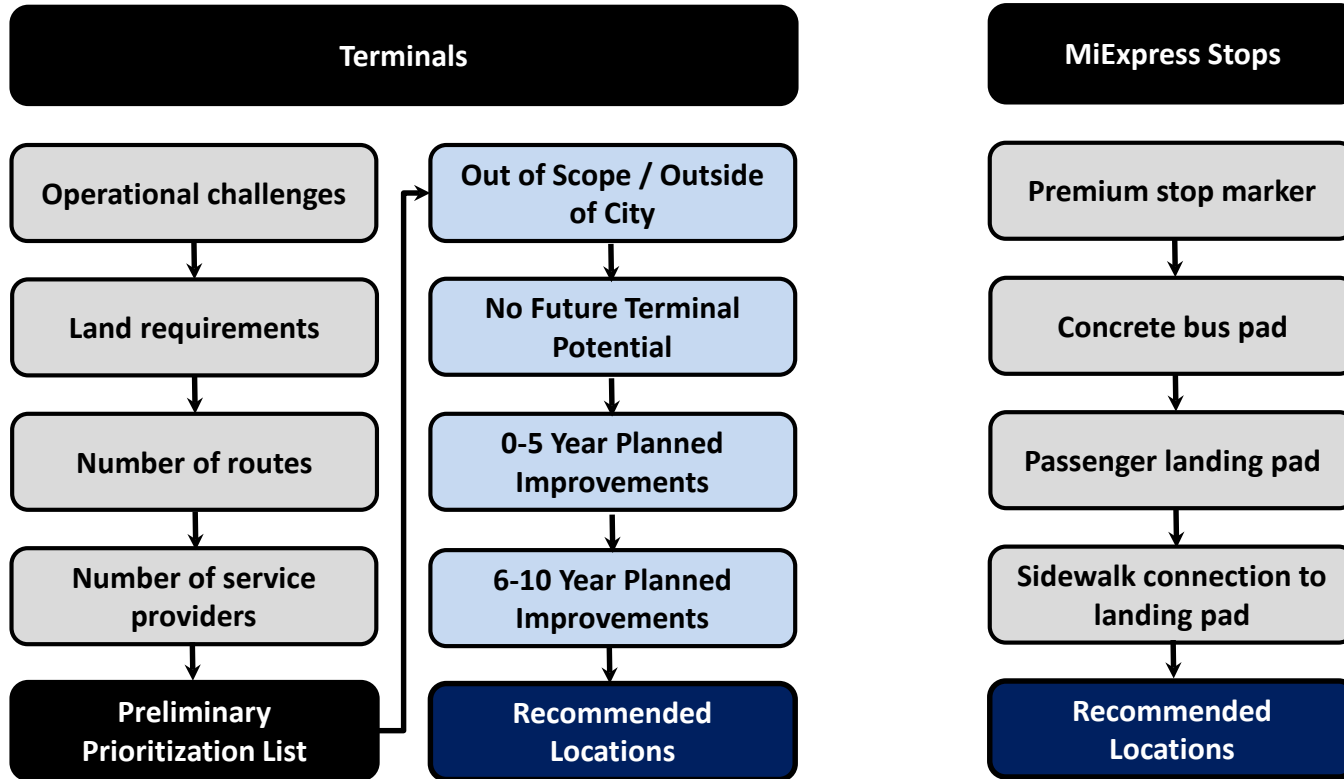 Terminals
Operational challenges
Land requirements
Number of routes
Number of service
providers
Preliminary
Prioritization List
Out of Scope / Outside
of City
No Future Terminal
Potential
0-5 Year Planned
Improvements
6-10 Year Planned
Improvements
Recommended
Locations
MiExpress Stops
Premium stop marker
Concrete bus pad
Passenger landing pad
Sidewalk connection to
landing pad
Recommended
Locations